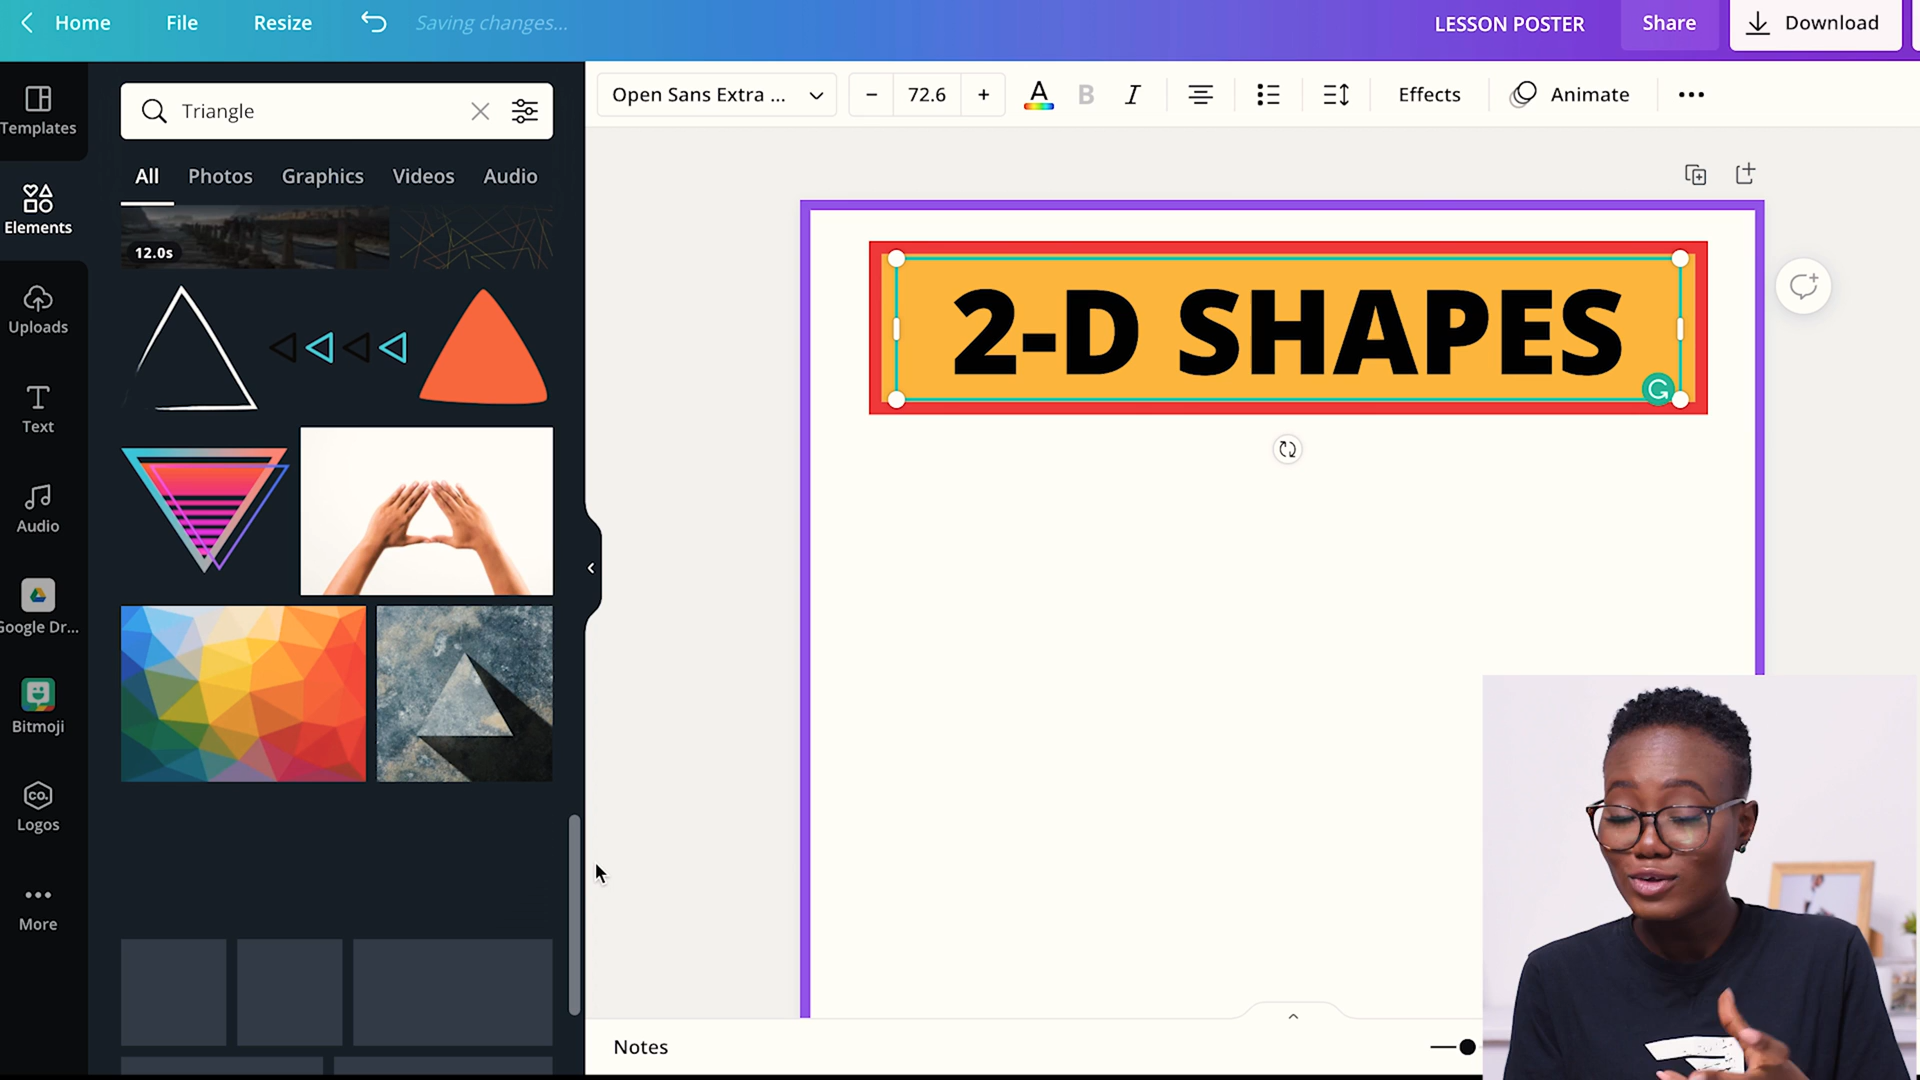 Home File Resize Saving changes... LESSON POSTER Share Download
Templates
Elements
Uploads
Text
Audio
Google Dr...
Bitmoji
CO.
Logos
More
Triangle
All Photos Graphics Videos Audio
12.0s
Open Sans Extra ... − 72.6 + A B I Effects Animate
2-D SHAPES
Notes